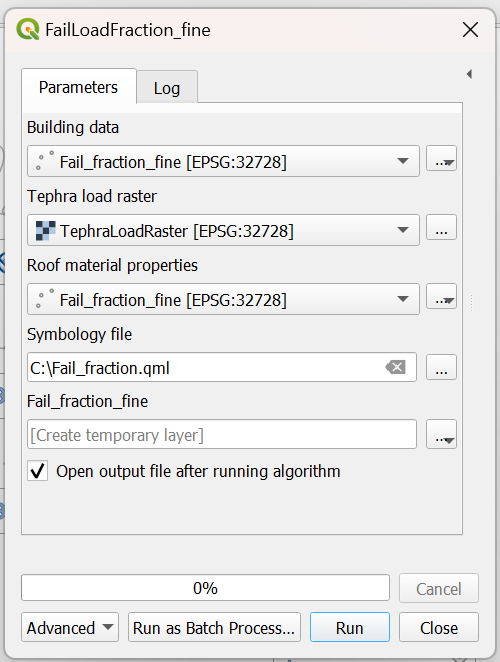 FailLoadFraction_fine
Parameters
Log
Building data
Fail_fraction_fine [EPSG:32728]
...
Tephra load raster
TephraLoadRaster [EPSG:32728]
...
Roof material properties
Fail_fraction_fine [EPSG:32728]
...
Symbology file
C:\Fail_fraction.qml
...
Fail_fraction_fine
[Create temporary layer]
...
Open output file after running algorithm
0%
Cancel
Advanced
Run as Batch Process...
Run
Close